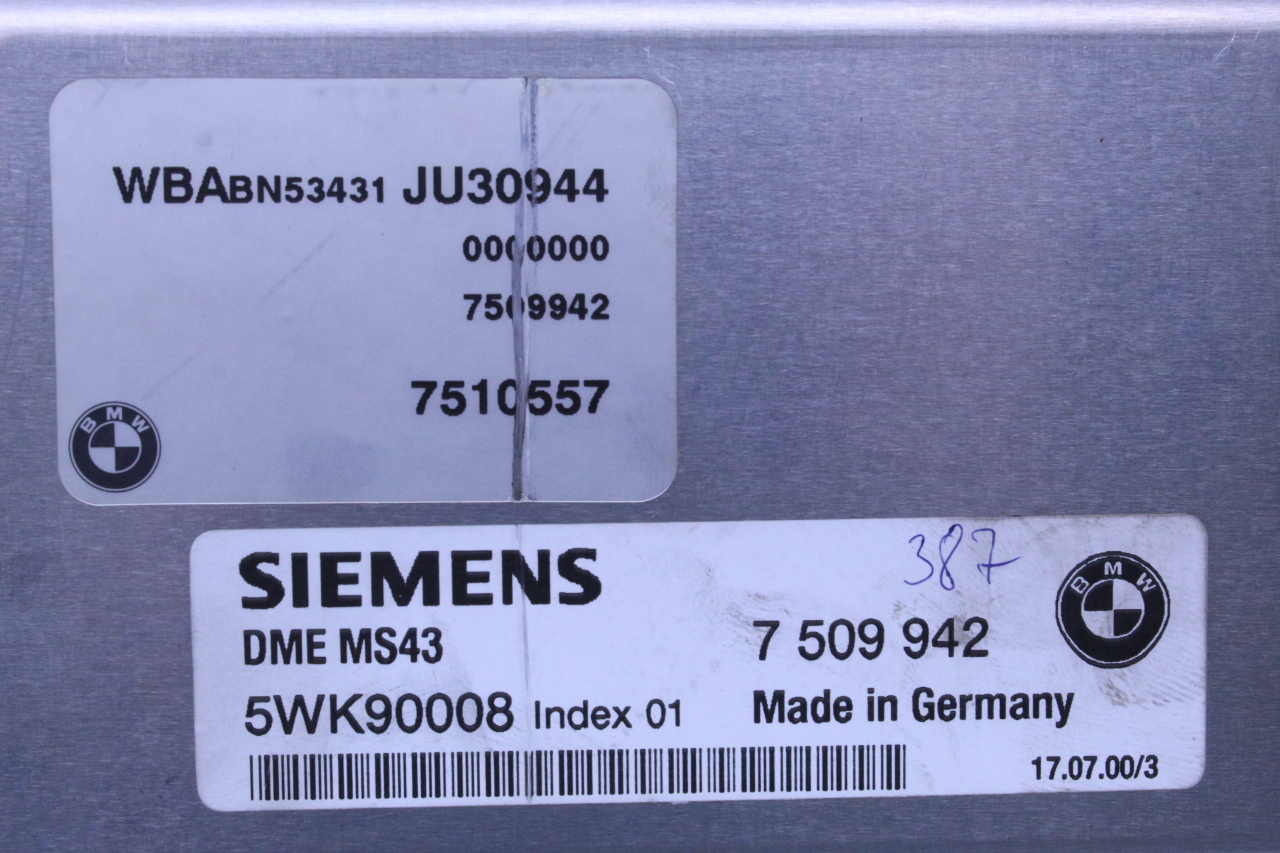 WBABN53431 JU30944
0000000
7509942
7510557
BMW
SIEMENS
387
BMW
DME MS43
7 509 942
5WK90008 Index 01
Made in Germany
17.07.00/3